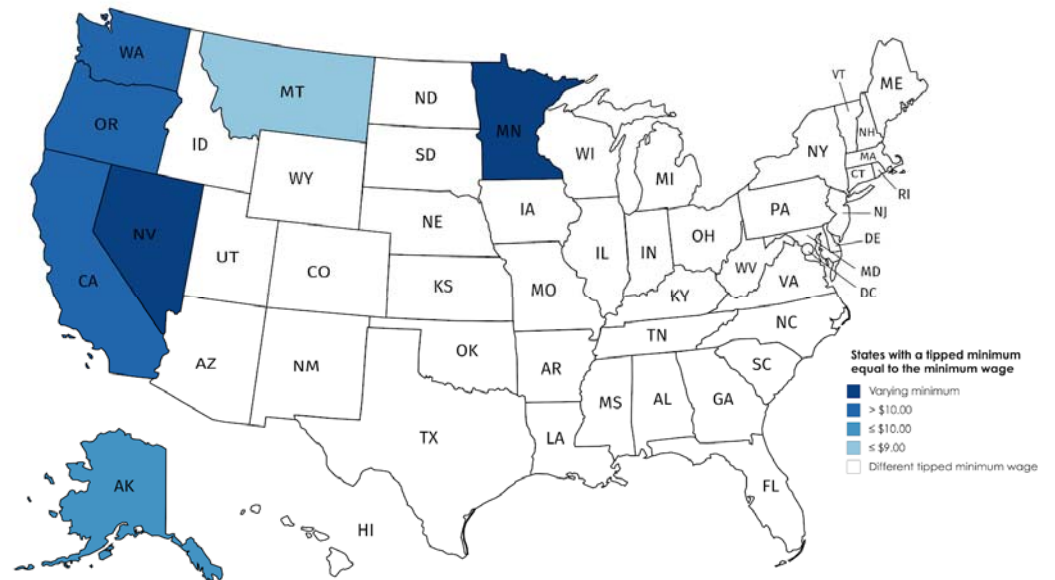 WA
MT
ND
MN
VT
ME
OR
ID
SD
WI
NH
NY
MA
WY
MI
CT
RI
IA
PA
NJ
NE
NV
OH
DE
UT
IL
IN
CO
WV
MD
CA
KS
MO
VA
DC
KY
NC
TN
OK
AZ
NM
AR
SC
MS
AL
GA
TX
LA
FL
AK
HI
States with a tipped minimum
equal to the minimum wage
Varying minimum
> $10.00
≤ $10.00
≤ $9.00
Different tipped minimum wage